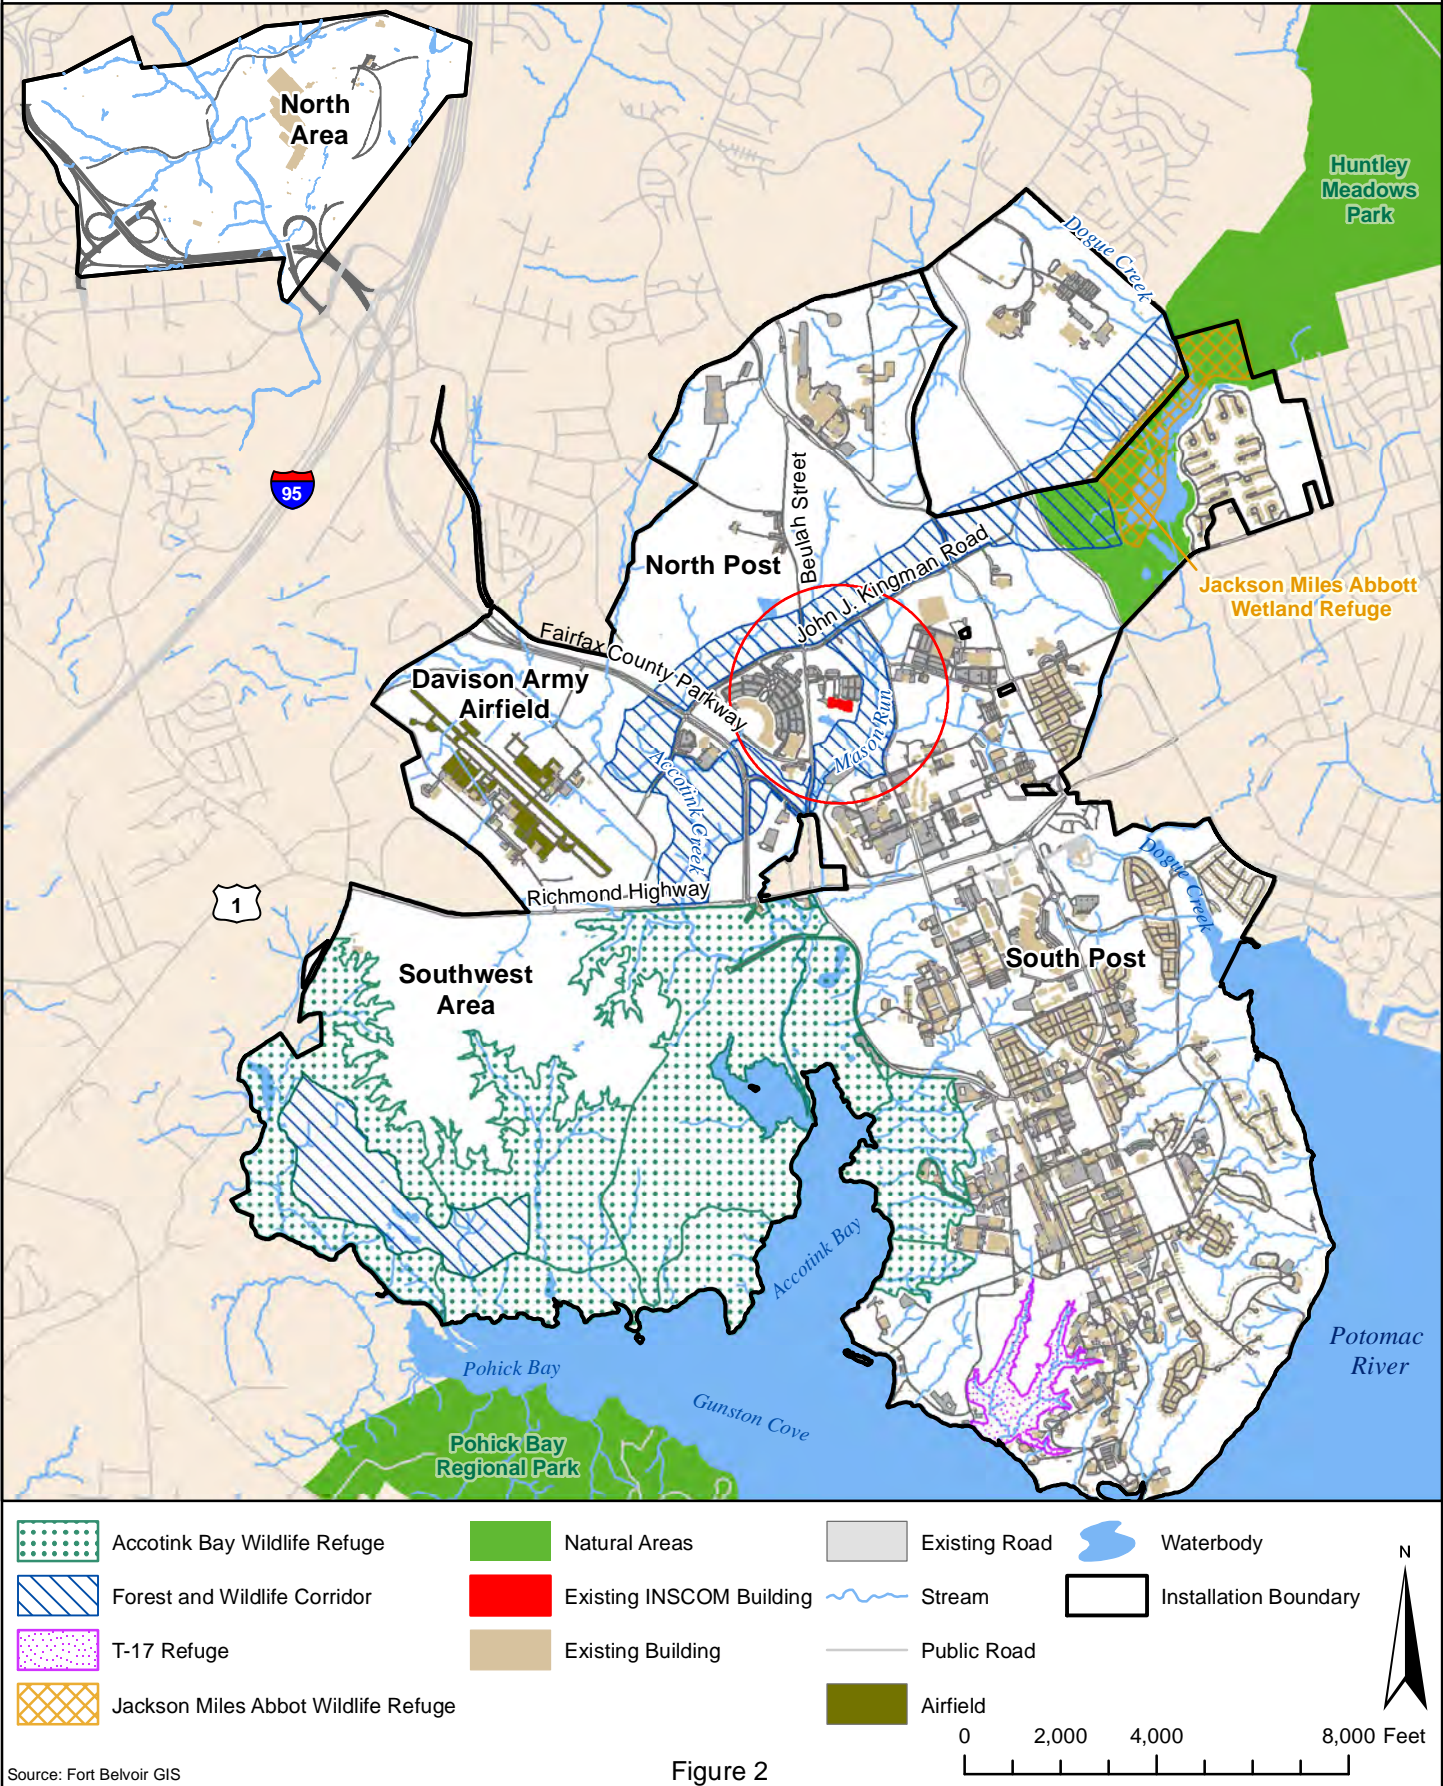 North
Area
Huntley
Meadows
Park
Dogue Creek
95
Beulah Street
North Post
John J. Kingman Road
Jackson Miles Abbott
Wetland Refuge
Fairfax County Parkway
Davison Army
Airfield
Mason Run
Accotink Creek
Dogue Creek
Richmond Highway
1
South Post
Southwest
Area
Accotink Bay
Potomac
River
Pohick Bay
Gunston Cove
Pohick Bay
Regional Park
Accotink Bay Wildlife Refuge
Forest and Wildlife Corridor
T-17 Refuge
Jackson Miles Abbot Wildlife Refuge
Natural Areas
Existing INSCOM Building
Existing Building
Existing Road
Stream
Public Road
Airfield
Waterbody
Installation Boundary
N
0 2,000 4,000 8,000 Feet
Source: Fort Belvoir GIS
Figure 2